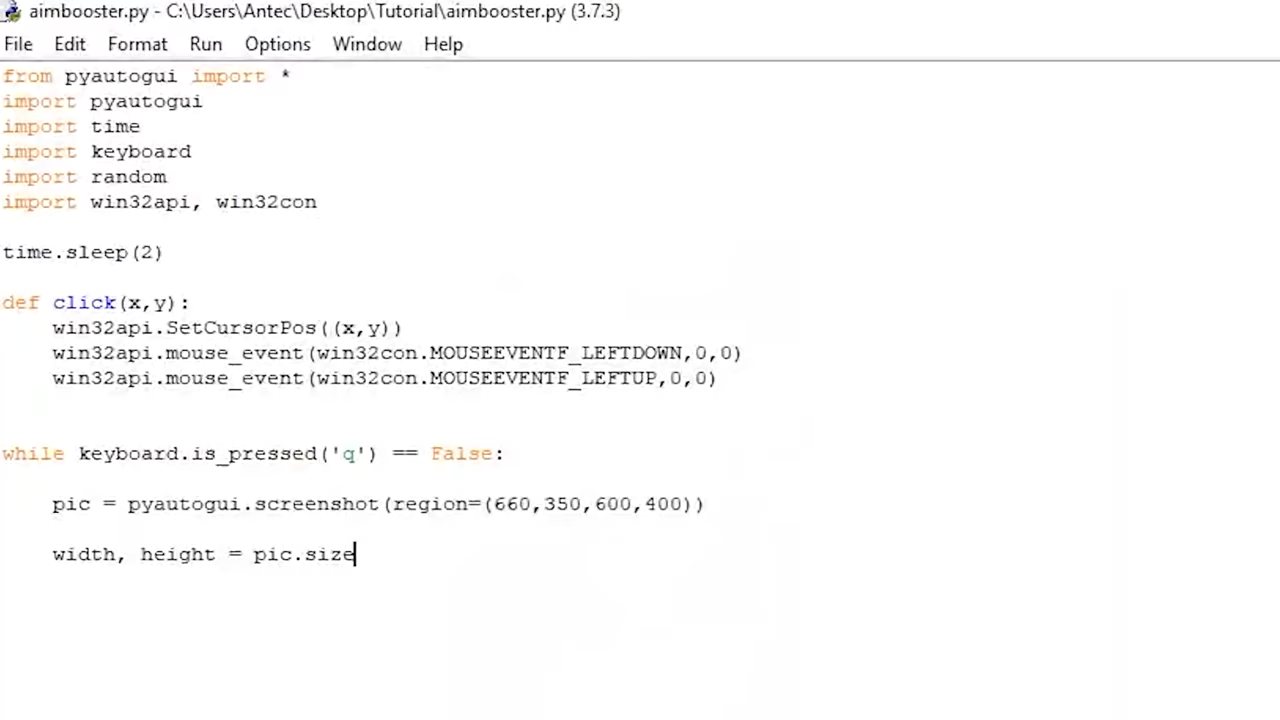 aimbooster.py - C:\Users\Antec\Desktop\Tutorial\aimbooster.py (3.7.3)
File Edit Format Run Options Window Help
from pyautogui import *
import pyautogui
import time
import keyboard
import random
import win32api, win32con
time.sleep(2)
def click(x,y):
    win32api.SetCursorPos((x,y))
    win32api.mouse_event(win32con.MOUSEEVENTF_LEFTDOWN,0,0)
    win32api.mouse_event(win32con.MOUSEEVENTF_LEFTUP,0,0)
while keyboard.is_pressed('q') == False:
    pic = pyautogui.screenshot(region=(660,350,600,400))
    width, height = pic.size